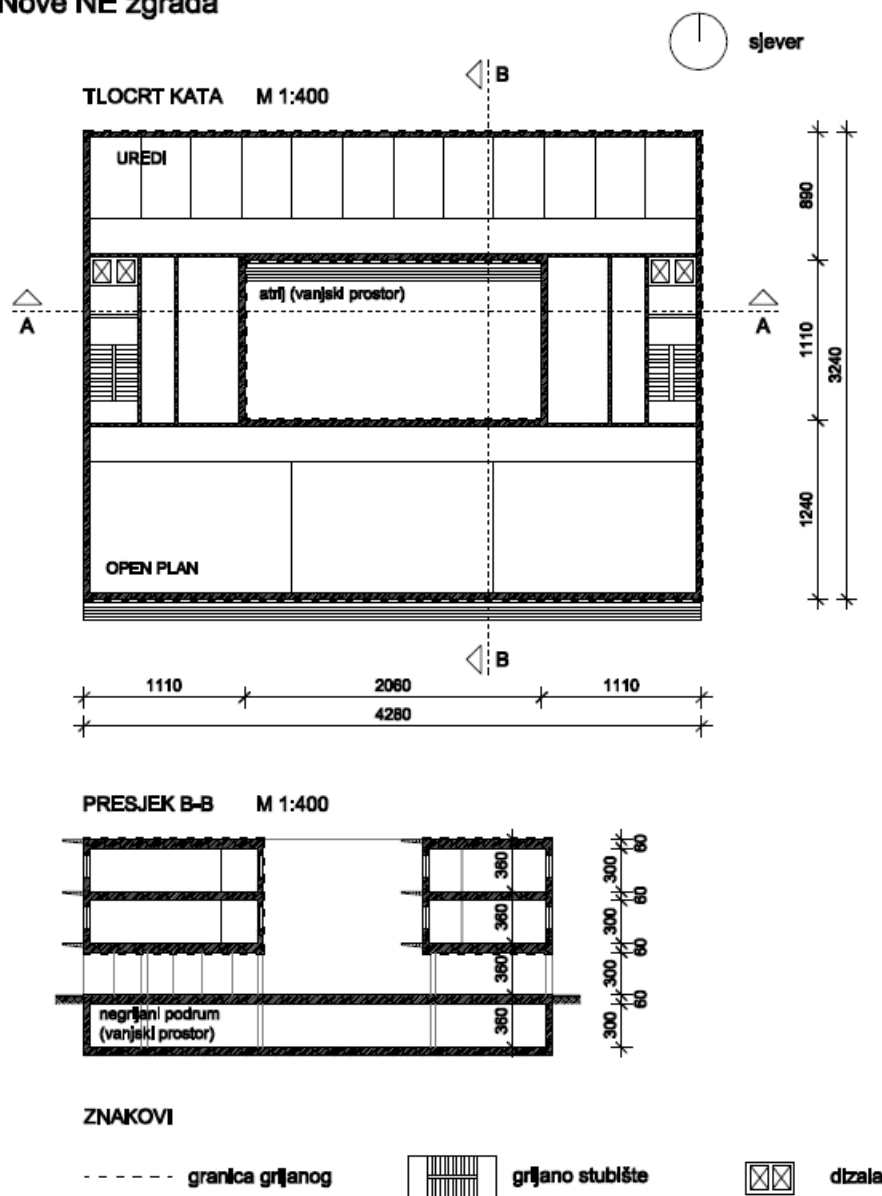 Nove NE zgrada
sjever
TLOCRT KATA M 1:400
B
UREDI
890
atrij (vanjski prostor)
A
A
1110
3240
1240
OPEN PLAN
B
1110
2060
1110
4280
PRESJEK B-B M 1:400
60
360
300
60
360
300
60
360
300
60
negrijani podrum
(vanjski prostor)
360
300
ZNAKOVI
granica grijanog
grijano stubište
dizala